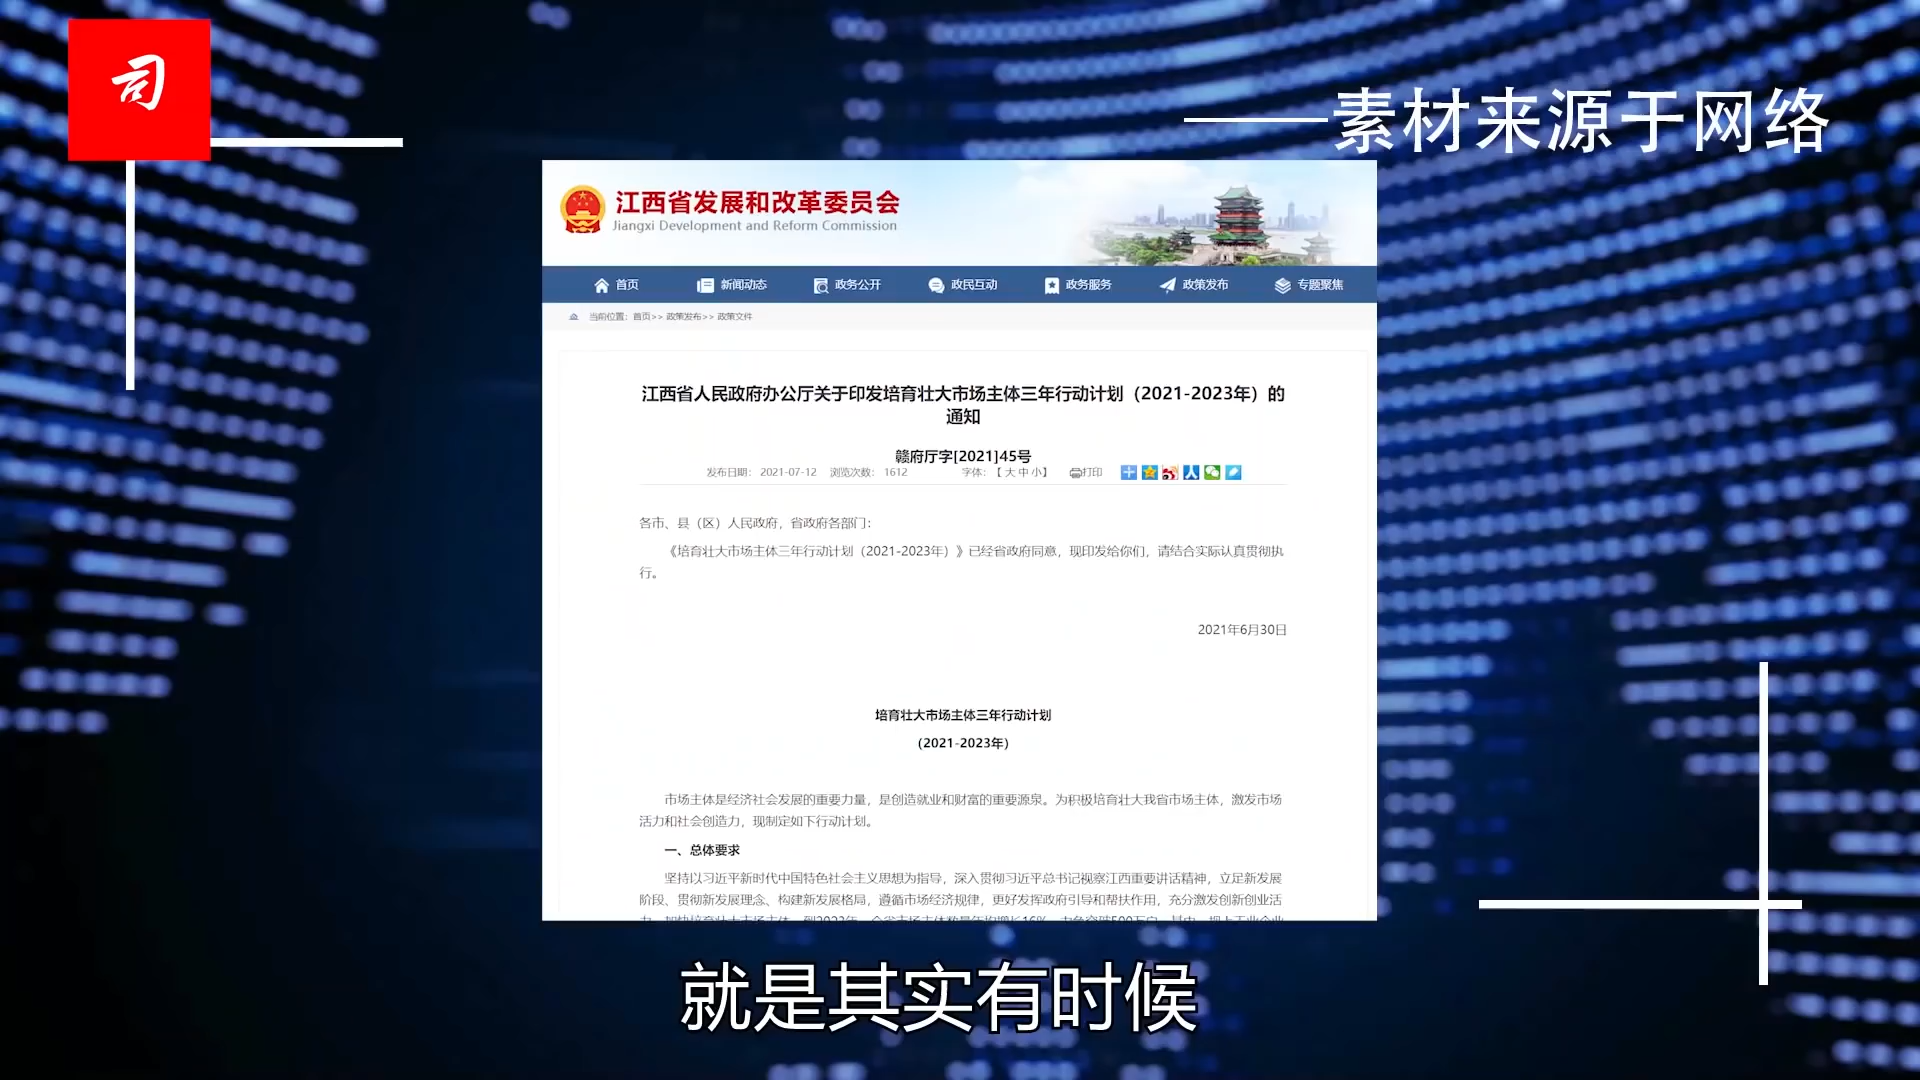 司
素材来源于网络
江西省发展和改革委员会
Jiangxi Development and Reform Commission
首页 新闻动态 政务公开 政民互动 政务服务 政策发布 专题聚焦
当前位置：首页>> 政策发布>> 政策文件
江西省人民政府办公厅关于印发培育壮大市场主体三年行动计划（2021-2023年）的
通知
赣府厅字[2021]45号
发布日期： 2021-07-12 浏览次数： 1612 字体：【 大 中 小】 打印
各市、县（区）人民政府，省政府各部门：
《培育壮大市场主体三年行动计划（2021-2023年）》已经省政府同意，现印发给你们，请结合实际认真贯彻执
行。
2021年6月30日
培育壮大市场主体三年行动计划
（2021-2023年）
市场主体是经济社会发展的重要力量，是创造就业和财富的重要源泉。为积极培育壮大我省市场主体，激发市场
活力和社会创造力，现制定如下行动计划。
一、总体要求
坚持以习近平新时代中国特色社会主义思想为指导，深入贯彻习近平总书记视察江西重要讲话精神，立足新发展
阶段、贯彻新发展理念、构建新发展格局，遵循市场经济规律，更好发挥政府引导和帮扶作用，充分激发创新创业活
就是其实有时候